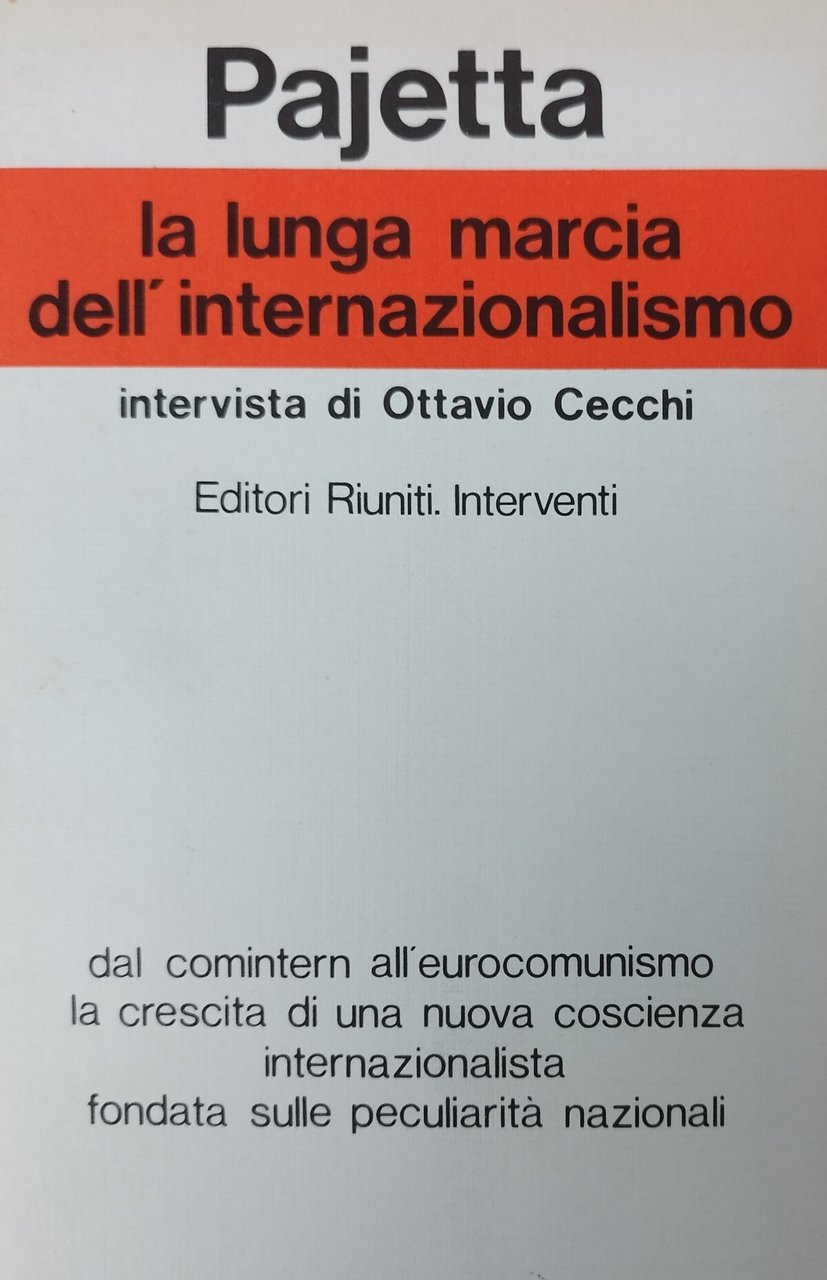 Pajetta
la lunga marcia
dell'internazionalismo
intervista di Ottavio Cecchi
Editori Riuniti. Interventi
dal comintern all'eurocomunismo
la crescita di una nuova coscienza
internazionalista
fondata sulle peculiarità nazionali